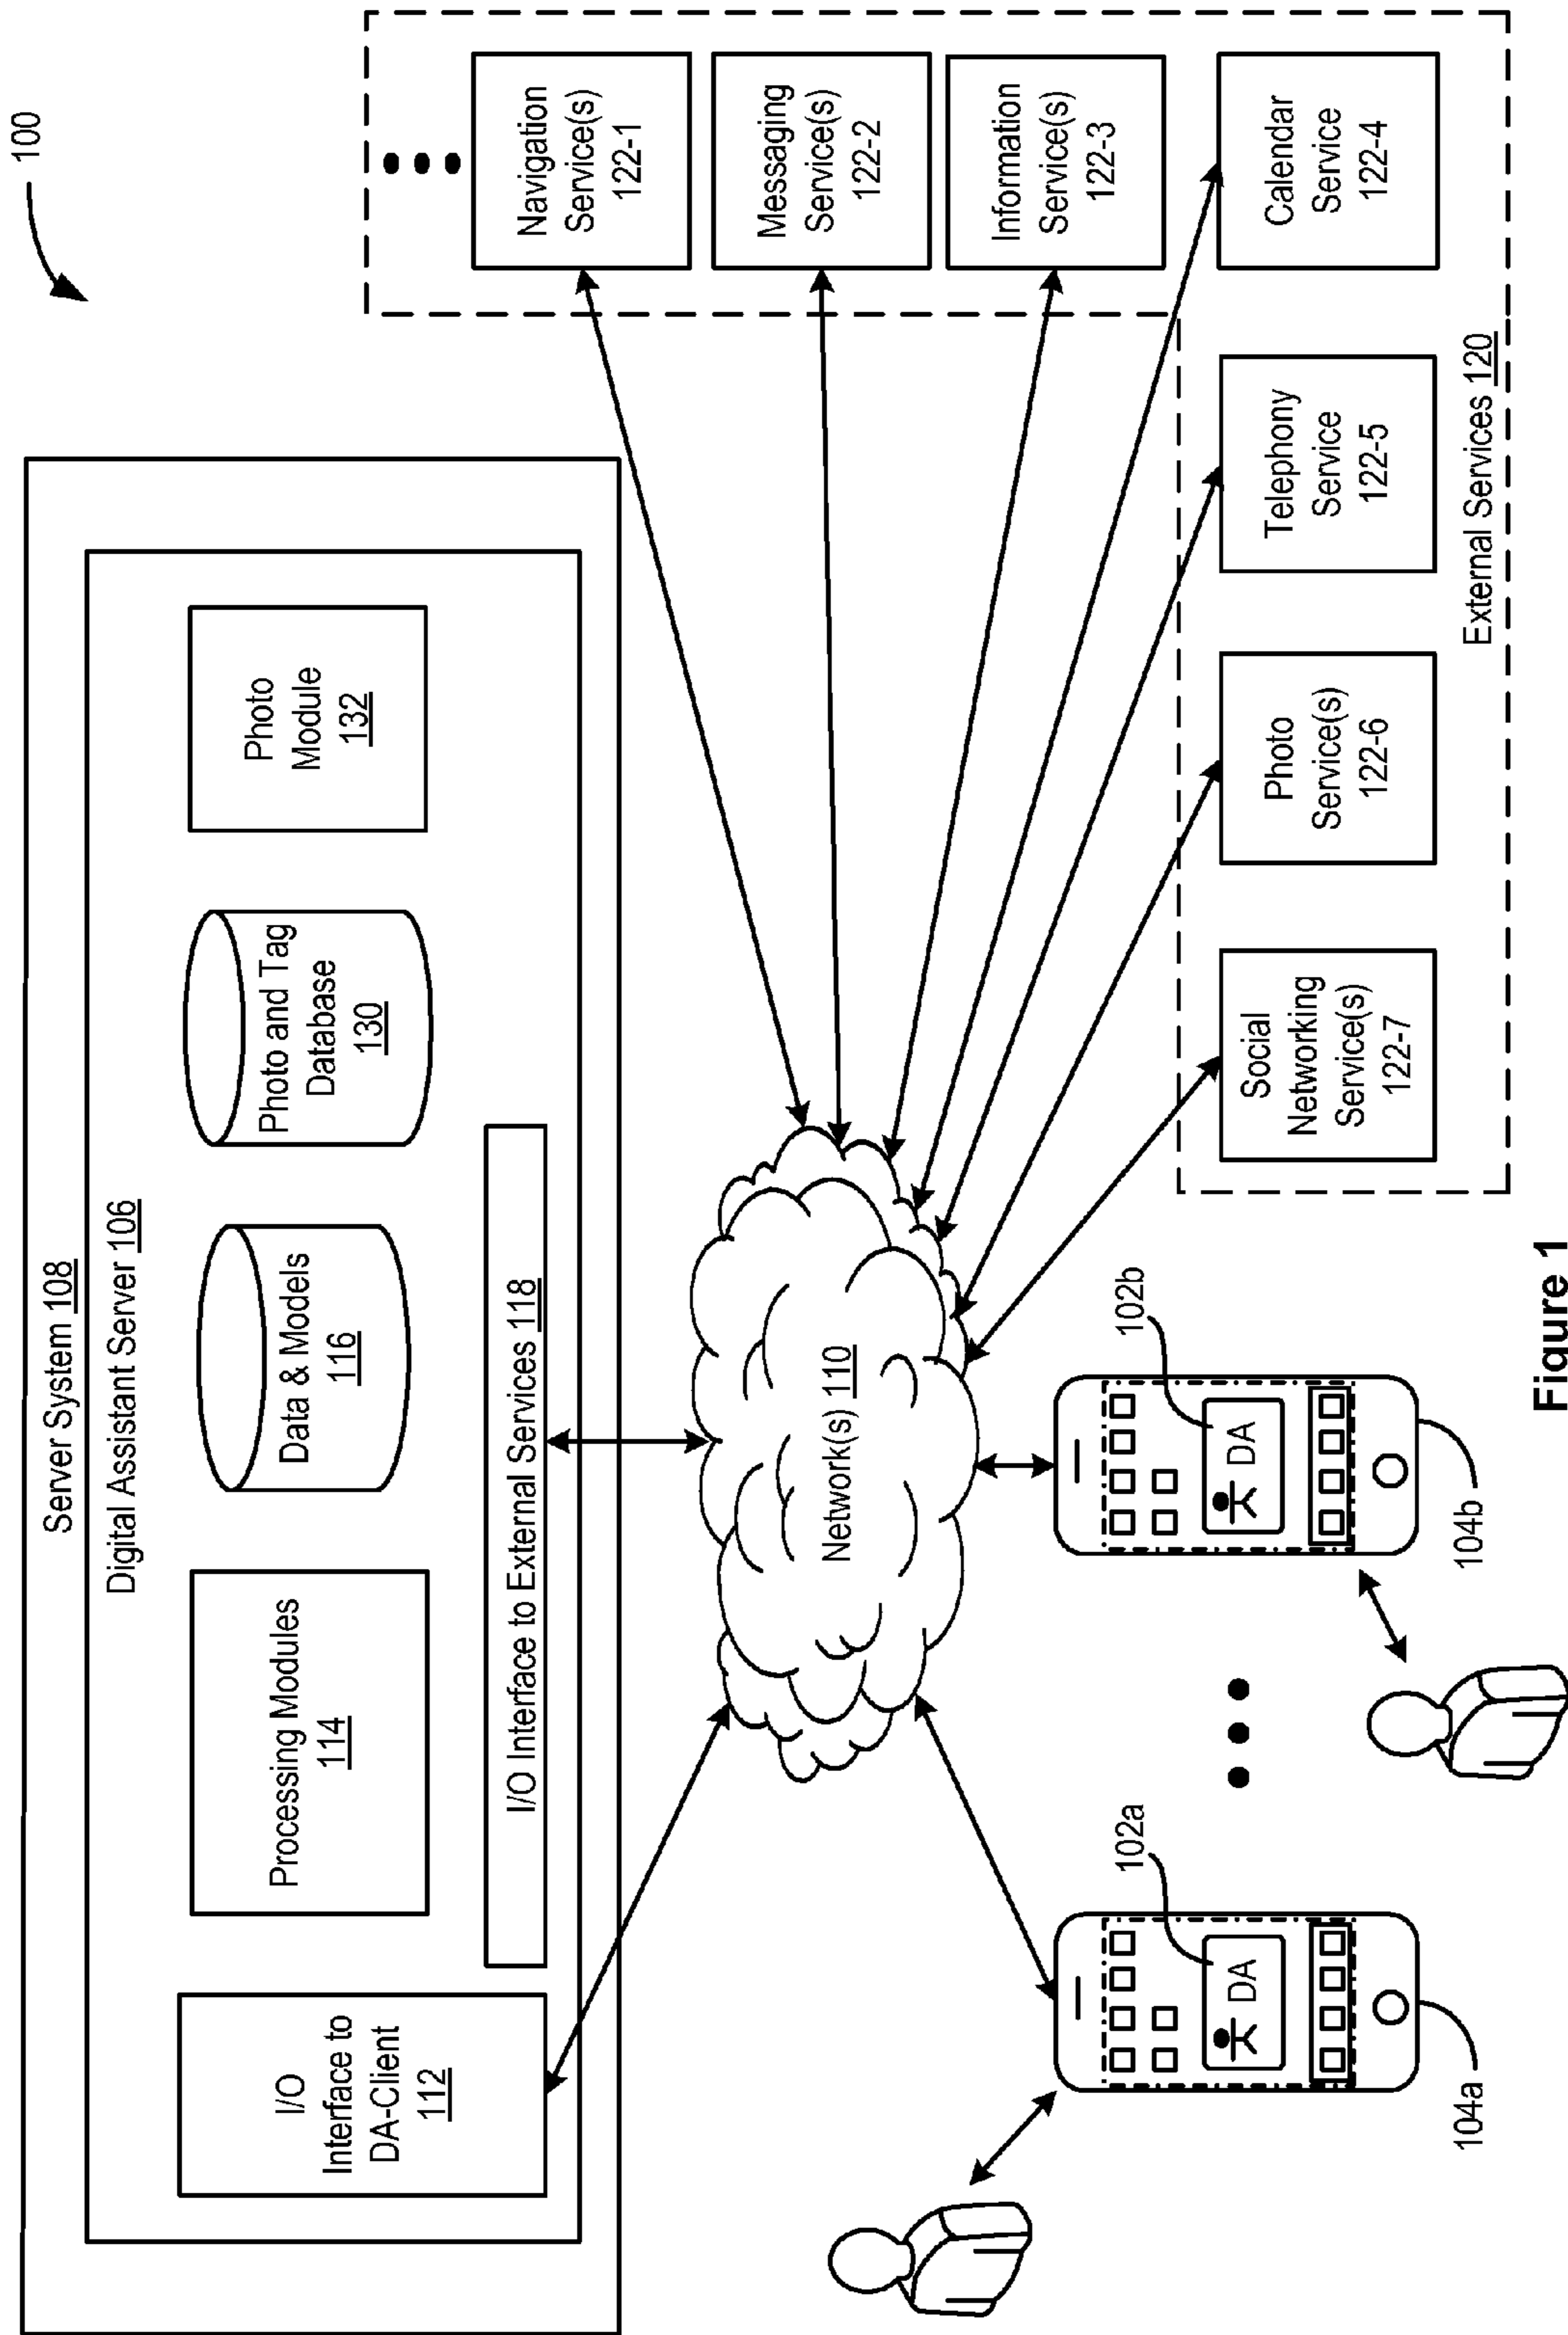 100
Server System 108
Digital Assistant Server 106
I/O
Interface to
DA-Client
112
Processing Modules
114
Data & Models
116
Photo and Tag
Database
130
Photo
Module
132
I/O Interface to External Services 118
Navigation
Service(s)
122-1
Messaging
Service(s)
122-2
Information
Service(s)
122-3
Calendar
Service
122-4
Telephony
Service
122-5
Photo
Service(s)
122-6
Social
Networking
Service(s)
122-7
External Services 120
Network(s) 110
102a
DA
104a
102b
DA
104b
Figure 1